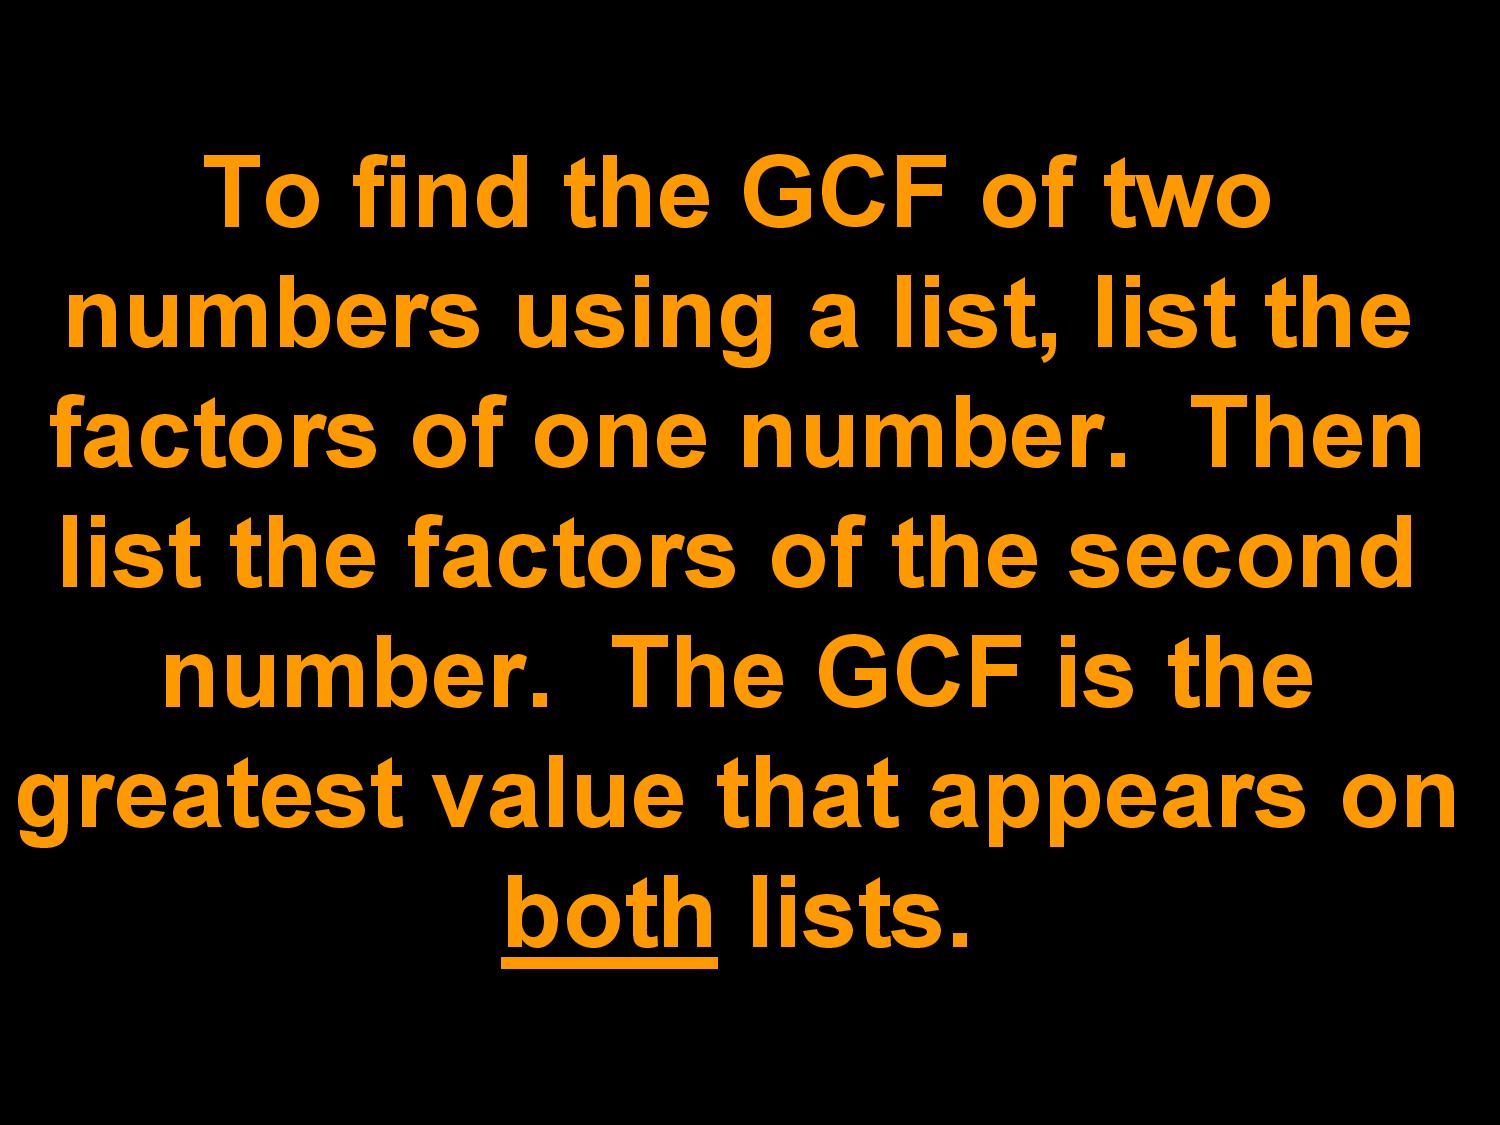 To find the GCF of two
numbers using a list, list the
factors of one number.  Then
list the factors of the second
number.  The GCF is the
greatest value that appears on
both lists.